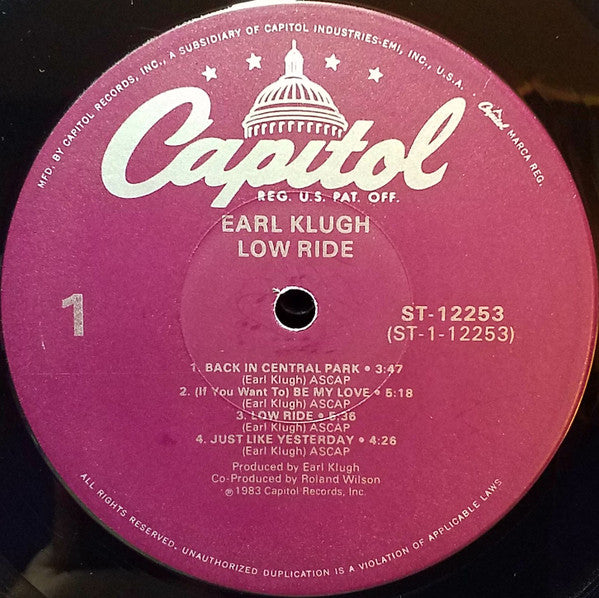 MFD. BY CAPITOL RECORDS, INC., A SUBSIDIARY OF CAPITOL INDUSTRIES-EMI, INC., U.S.A.
Capitol MARCA REG.
Capitol
REG. U.S. PAT. OFF.
EARL KLUGH
LOW RIDE
1
ST-12253
(ST-1-12253)
1. BACK IN CENTRAL PARK • 3:47
(Earl Klugh) ASCAP
2. (If You Want To) BE MY LOVE • 5:18
(Earl Klugh) ASCAP
3. LOW RIDE • 5:36
(Earl Klugh) ASCAP
4. JUST LIKE YESTERDAY • 4:26
(Earl Klugh) ASCAP
Produced by Earl Klugh
Co-Produced by Roland Wilson
℗1983 Capitol Records, Inc.
ALL RIGHTS RESERVED. UNAUTHORIZED DUPLICATION IS A VIOLATION OF APPLICABLE LAWS